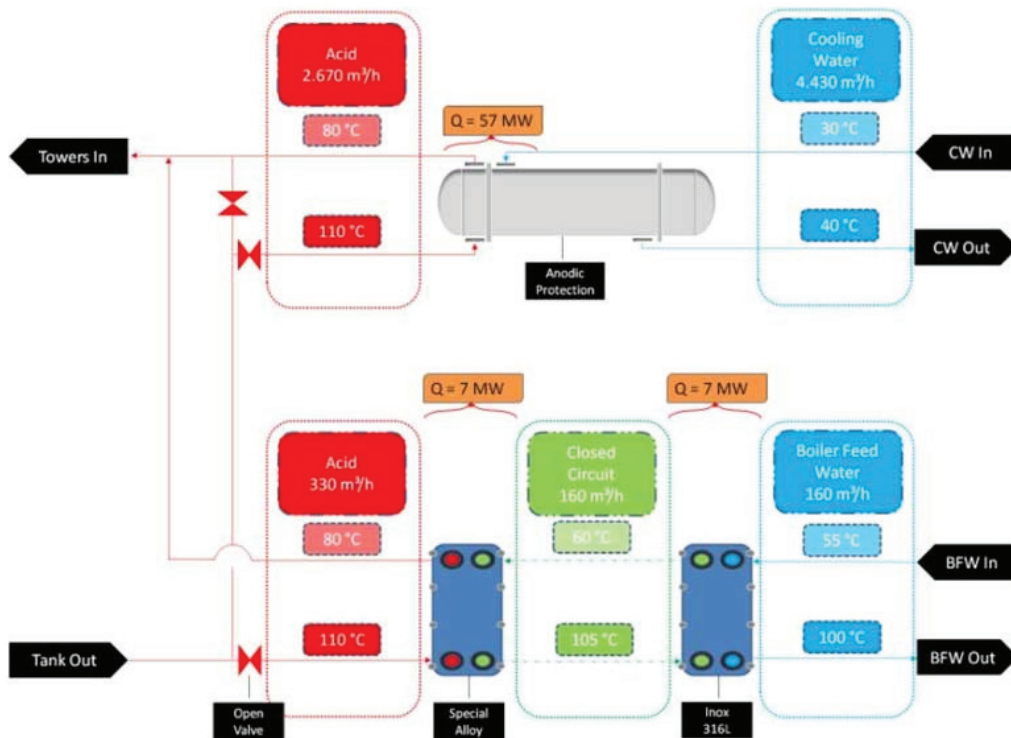 Acid
2.670 m³/h
Cooling
Water
4.430 m³/h
80 °C
Q = 57 MW
30 °C
Towers In
CW In
110 °C
40 °C
CW Out
Anodic
Protection
Q = 7 MW
Q = 7 MW
Acid
330 m³/h
Closed
Circuit
160 m³/h
Boiler Feed
Water
160 m³/h
80 °C
60 °C
55 °C
BFW In
Tank Out
110 °C
105 °C
100 °C
BFW Out
Open
Valve
Special
Alloy
Inox
316L